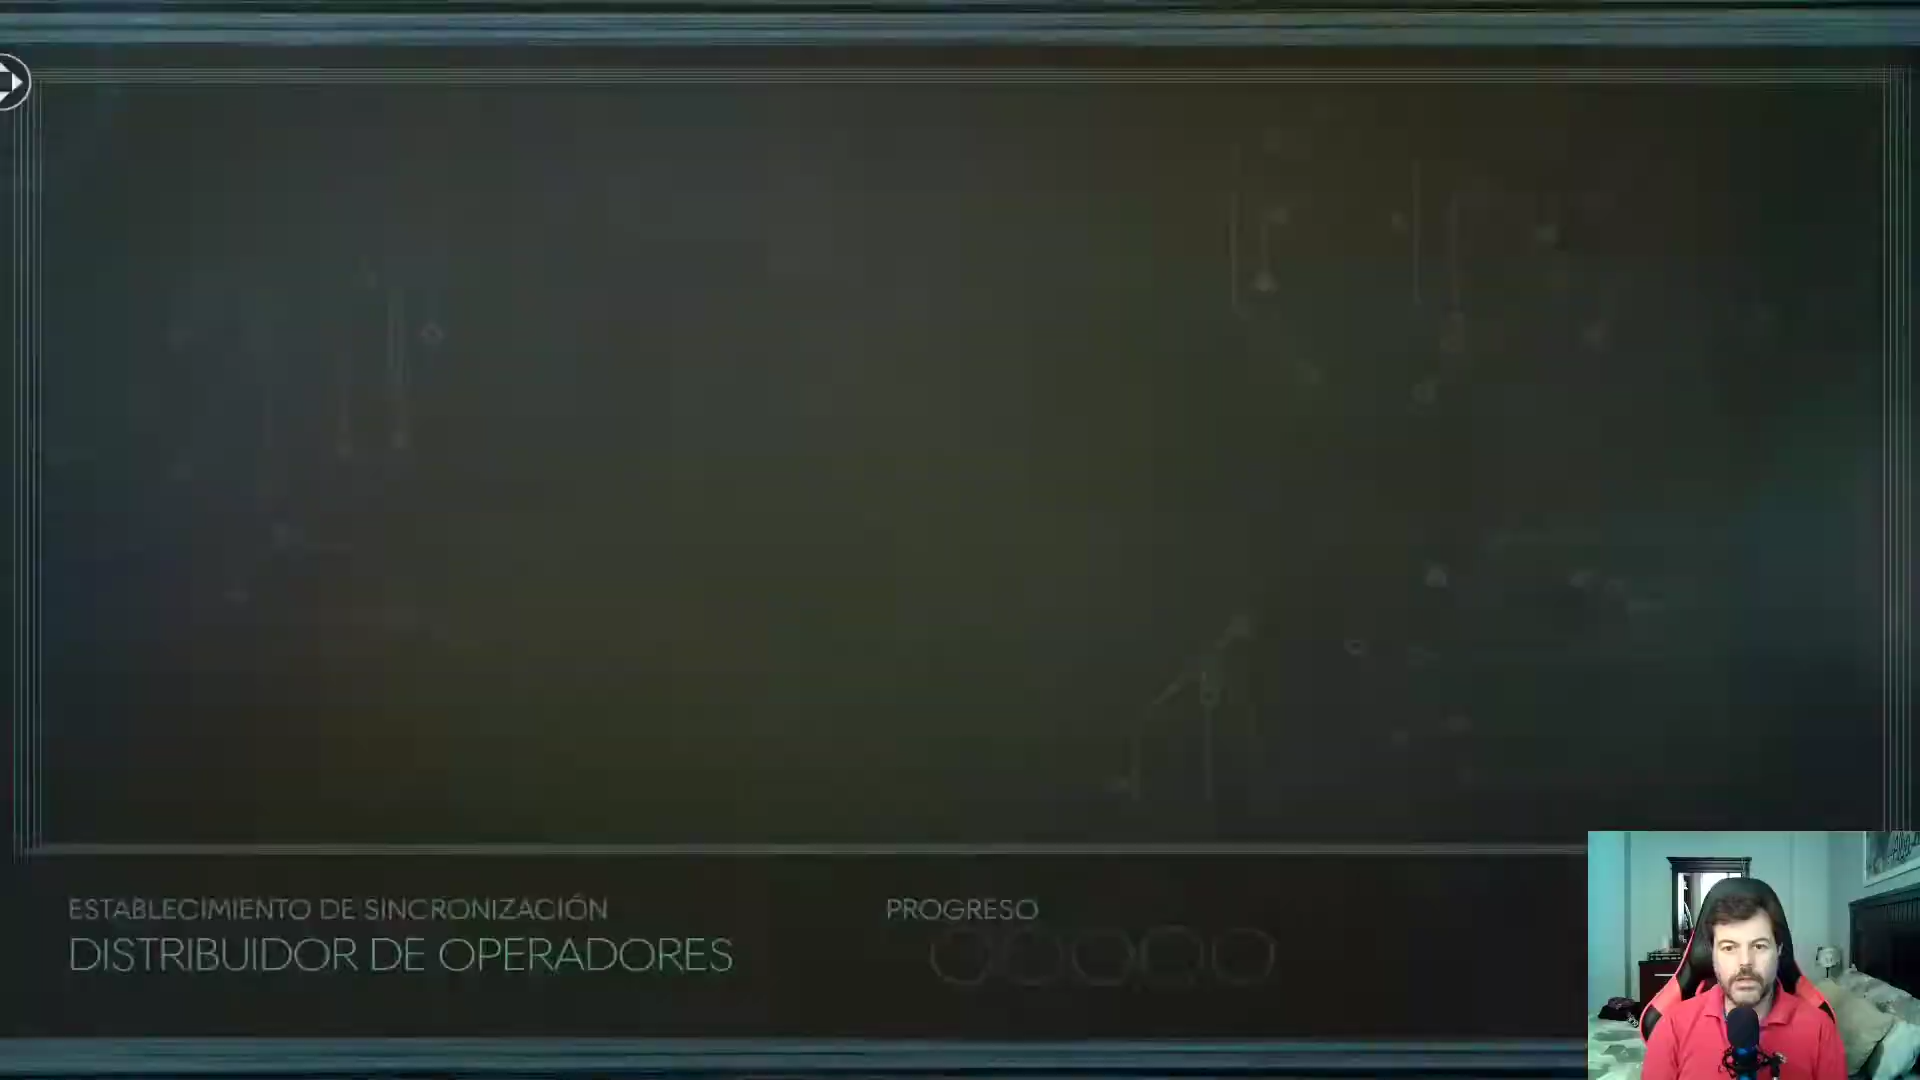 ESTABLECIMIENTO DE SINCRONIZACIÓN
DISTRIBUIDOR DE OPERADORES
PROGRESO